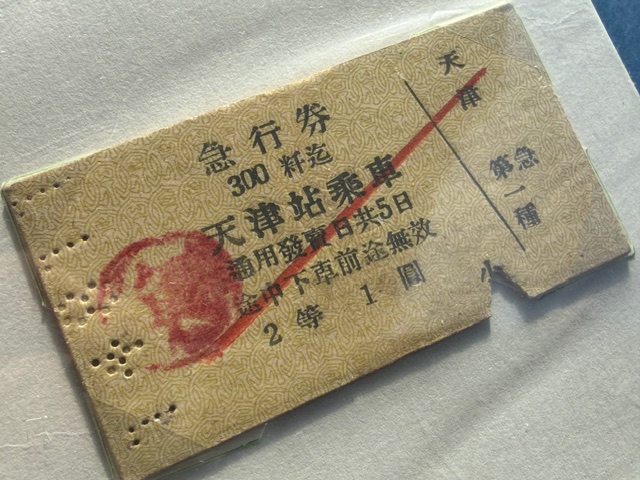 急行券
300粁迄
天津站乘車
通用發賣日共5日
途中下車前途無效
2等 1圓
天津
急
第一種
小